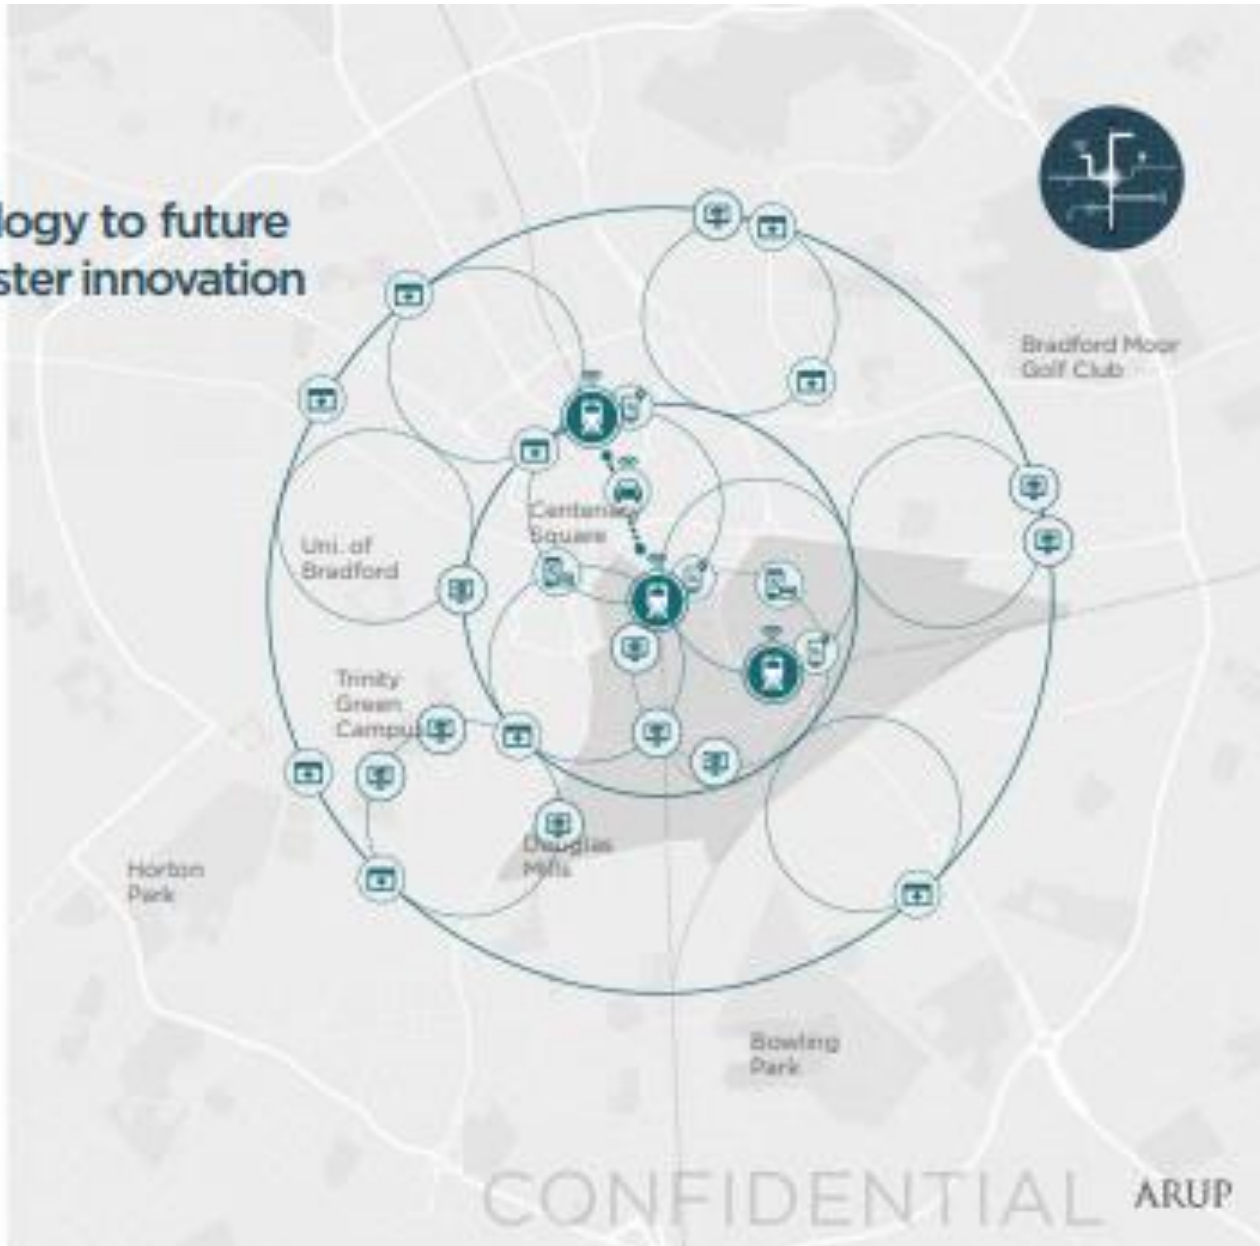 logy to future
ster innovation
Bradford Moor
Golf Club
Centenary
Square
Uni. of
Bradford
Trinity
Green
Campus
Douglas
Mills
Horton
Park
Bowling
Park
CONFIDENTIAL
ARUP